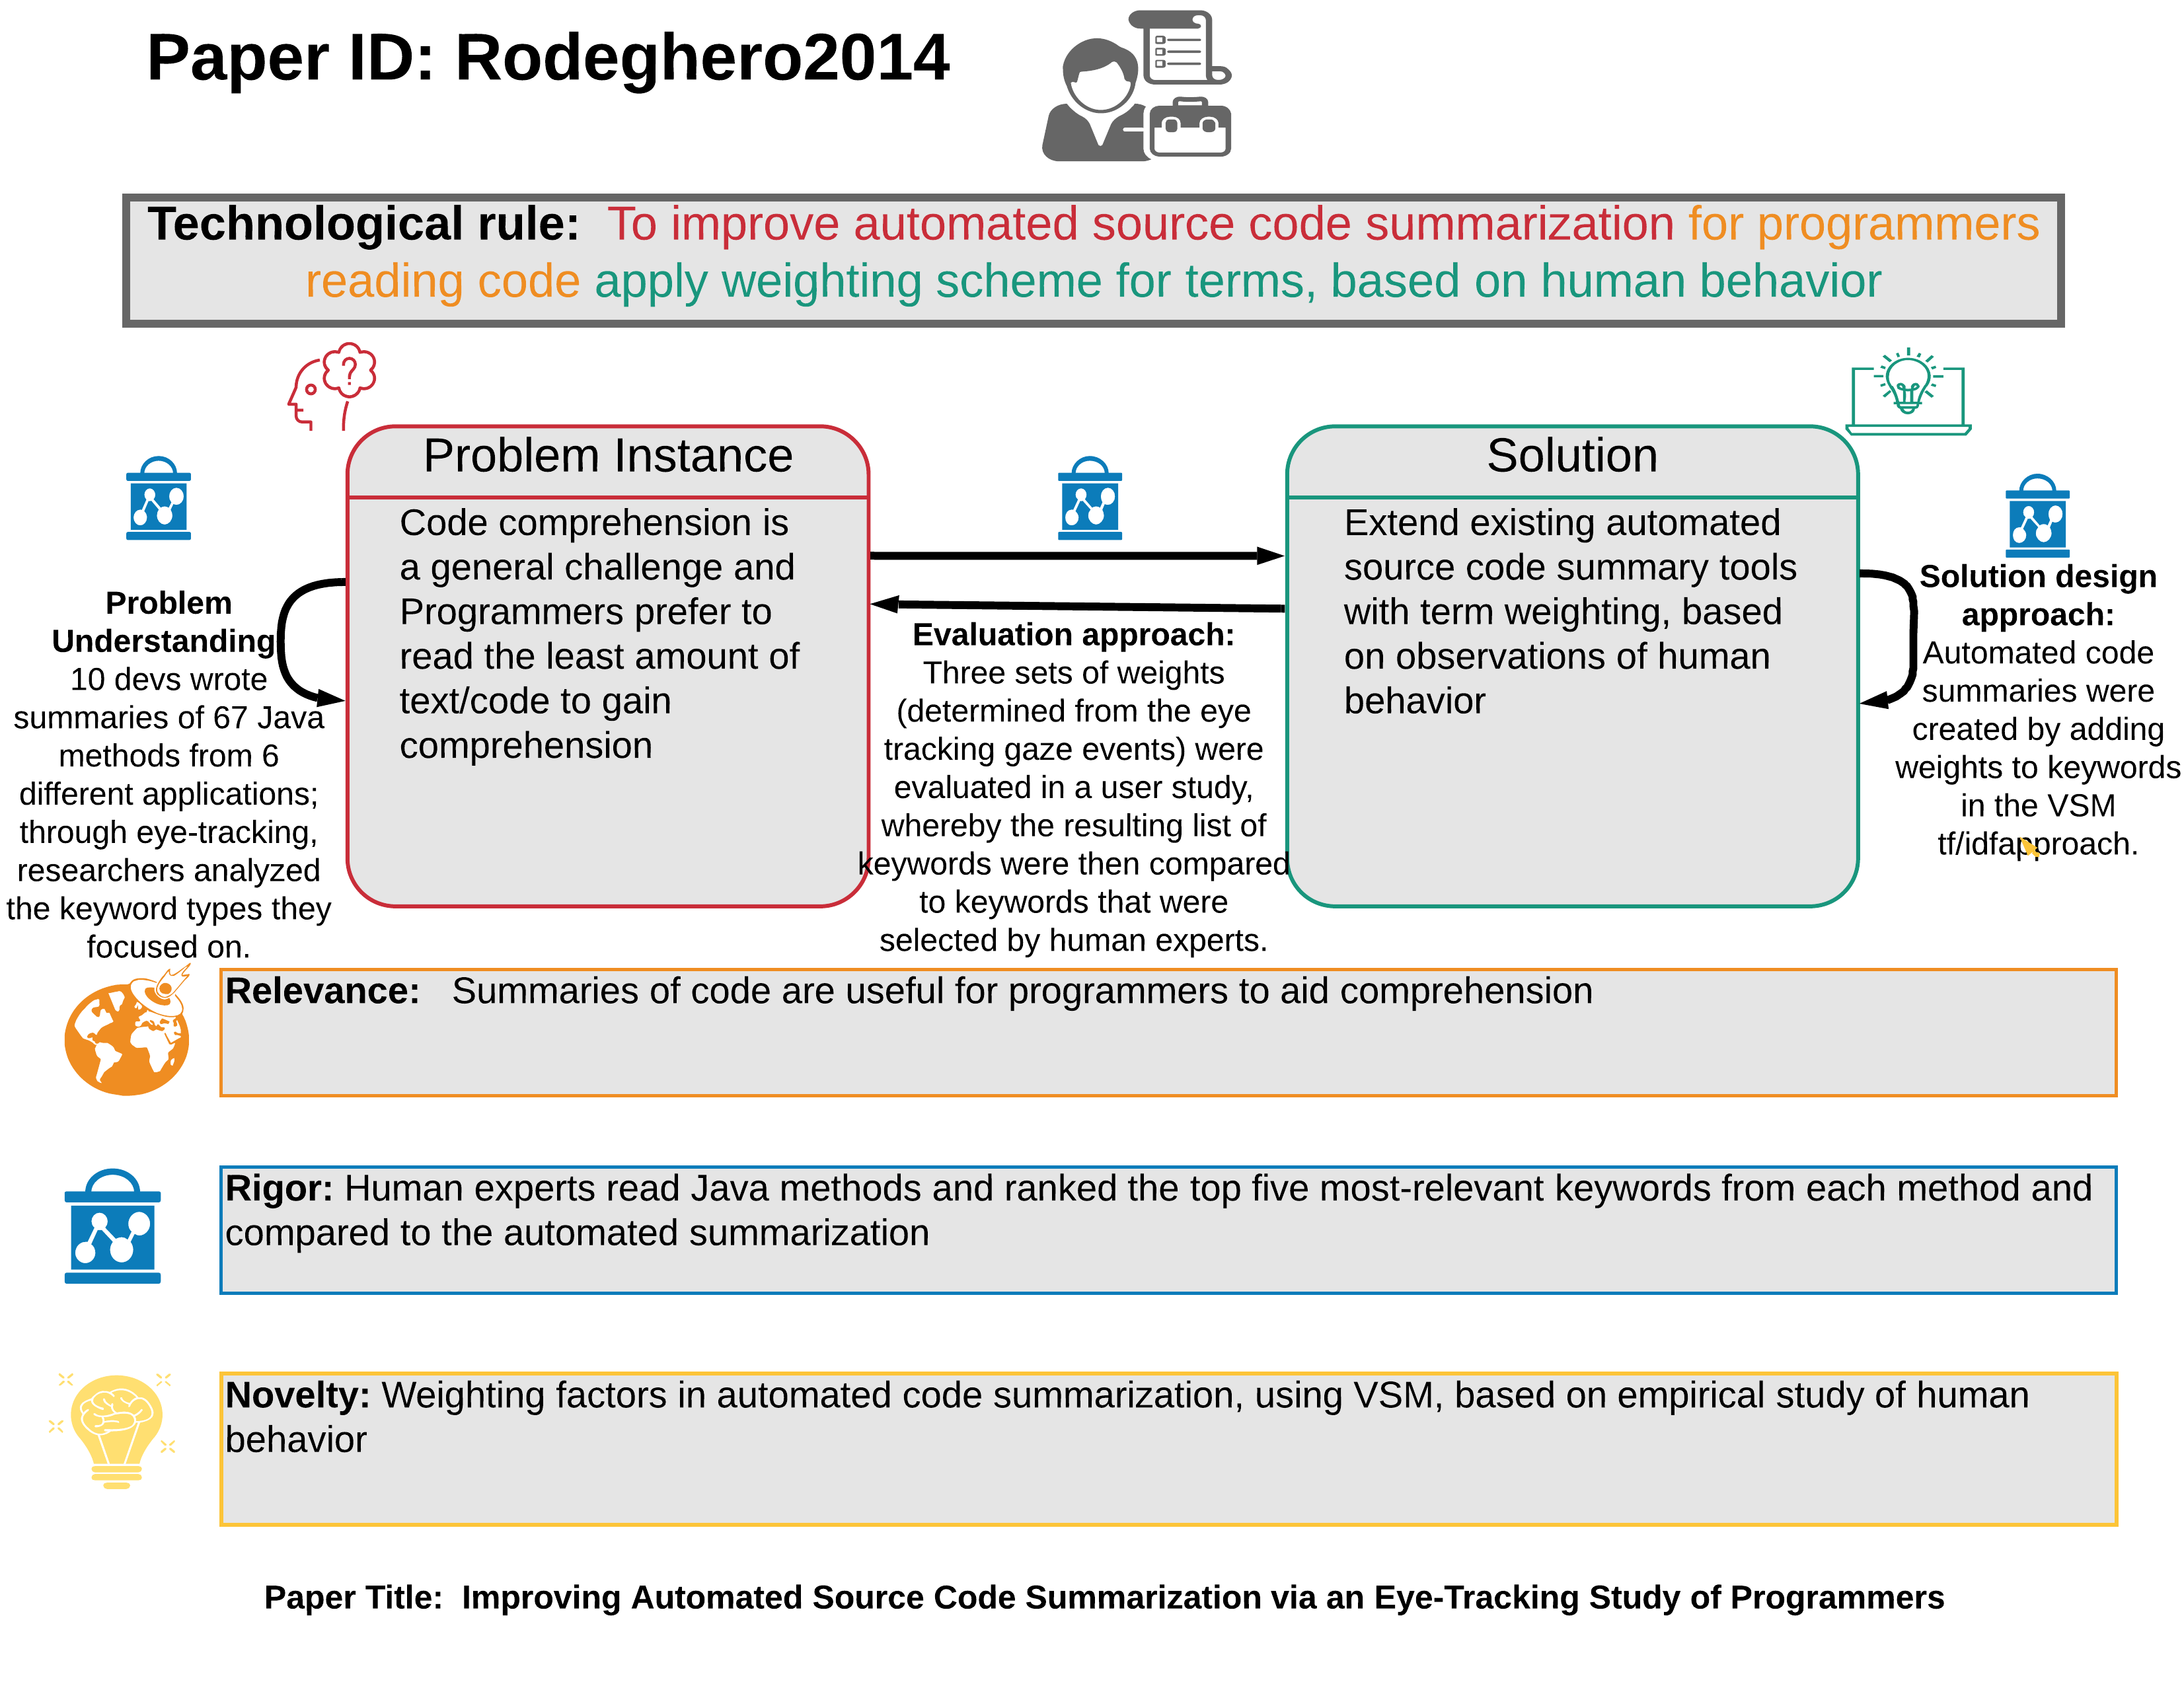 Paper ID: Rodeghero2014
Technological rule: To improve automated source code summarization for programmers
reading code apply weighting scheme for terms, based on human behavior
Problem Instance
Code comprehension is
a general challenge and
Programmers prefer to
read the least amount of
text/code to gain
comprehension
Solution
Extend existing automated
source code summary tools
with term weighting, based
on observations of human
behavior
Problem
Understanding
10 devs wrote
summaries of 67 Java
methods from 6
different applications;
through eye-tracking,
researchers analyzed
the keyword types they
focused on.
Evaluation approach:
Three sets of weights
(determined from the eye
tracking gaze events) were
evaluated in a user study,
whereby the resulting list of
keywords were then compared
to keywords that were
selected by human experts.
Solution design
approach:
Automated code
summaries were
created by adding
weights to keywords
in the VSM
tf/idfapproach.
Relevance: Summaries of code are useful for programmers to aid comprehension
Rigor: Human experts read Java methods and ranked the top five most-relevant keywords from each method and
compared to the automated summarization
Novelty: Weighting factors in automated code summarization, using VSM, based on empirical study of human
behavior
Paper Title: Improving Automated Source Code Summarization via an Eye-Tracking Study of Programmers